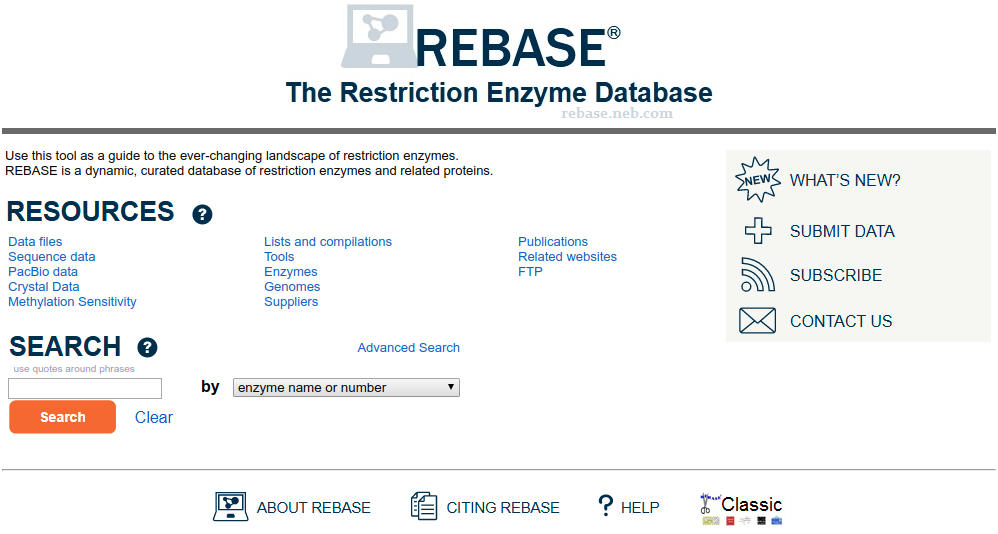 REBASE®
The Restriction Enzyme Database
rebase.neb.com
Use this tool as a guide to the ever-changing landscape of restriction enzymes.
REBASE is a dynamic, curated database of restriction enzymes and related proteins.
RESOURCES ?
Data files
Sequence data
PacBio data
Crystal Data
Methylation Sensitivity
Lists and compilations
Tools
Enzymes
Genomes
Suppliers
Publications
Related websites
FTP
SEARCH ?
Advanced Search
use quotes around phrases
by
enzyme name or number
Search
Clear
NEW
WHAT'S NEW?
SUBMIT DATA
SUBSCRIBE
CONTACT US
ABOUT REBASE
CITING REBASE
? HELP
Classic